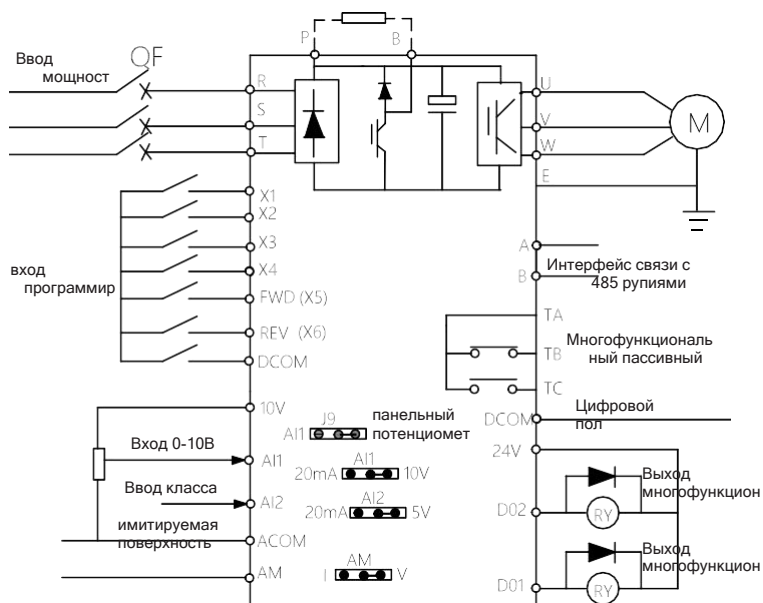 P
B
Ввод
мощност
QF
R
S
T
U
V
W
E
M
X1
X2
X3
X4
FWD (X5)
REV (X6)
DCOM
вход
программир
A
B
Интерфейс связи с
485 рупиями
TA
TB
TC
Многофункциональ
ный пассивный
DCOM
Цифровой
пол
24V
10V
Вход 0-10В
AI1
Ввод класса
AI2
имитируемая
поверхность
ACOM
AM
J9
AI1
панельный
потенциомет
AI1
20mA
10V
AI2
20mA
5V
AM
I
V
Выход
многофункцион
D02
RY
Выход
многофункцион
D01
RY